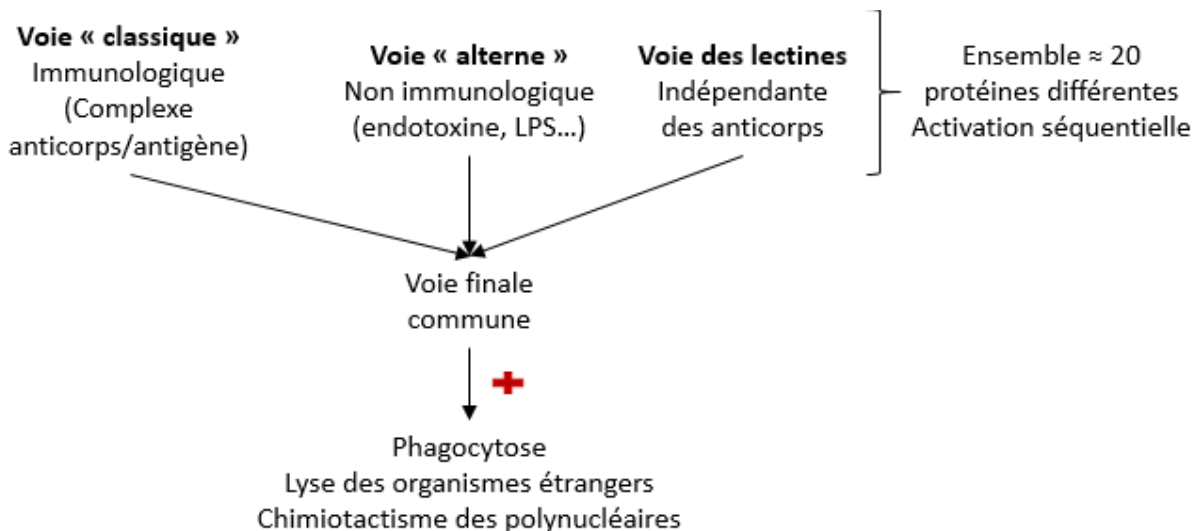 Voie « classique »
Immunologique
(Complexe
anticorps/antigène)
Voie « alterne »
Non immunologique
(endotoxine, LPS...)
Voie des lectines
Indépendante
des anticorps
Ensemble ≈ 20
protéines différentes
Activation séquentielle
Voie finale
commune
Phagocytose
Lyse des organismes étrangers
Chimiotactisme des polynucléaires